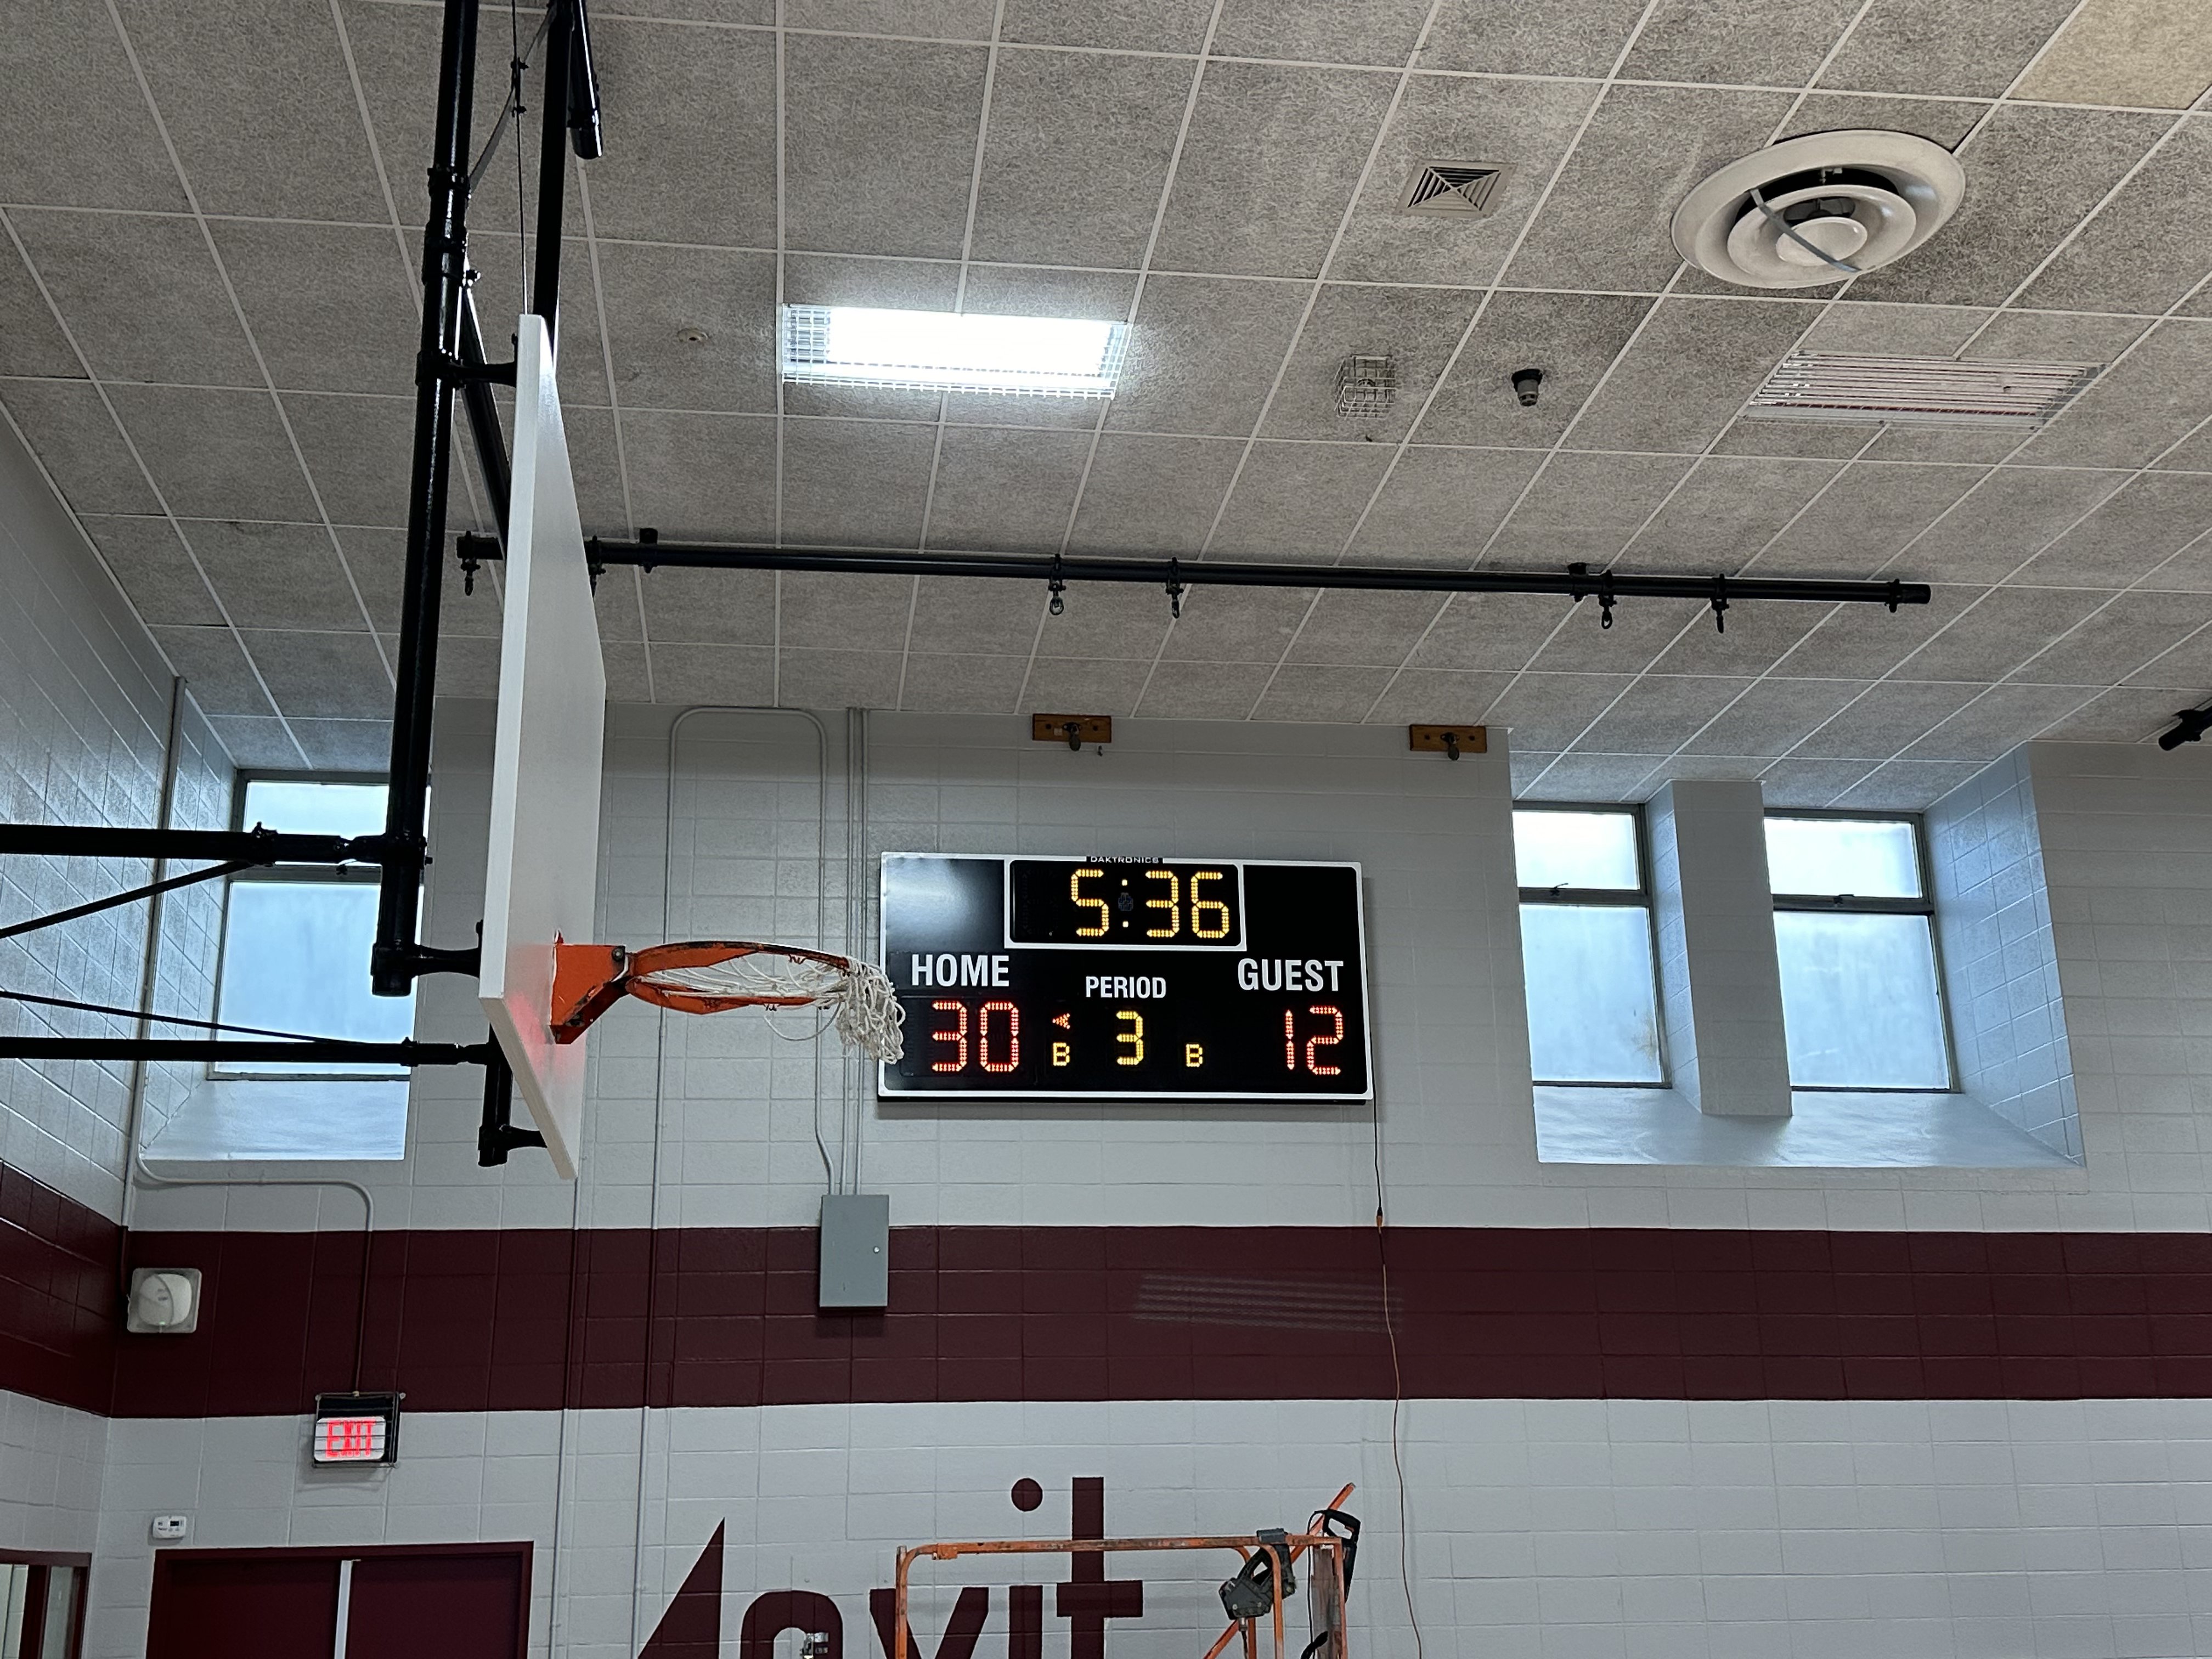 DAKTRONICS
5:36
HOME PERIOD GUEST
30 B 3 B 12
EXIT